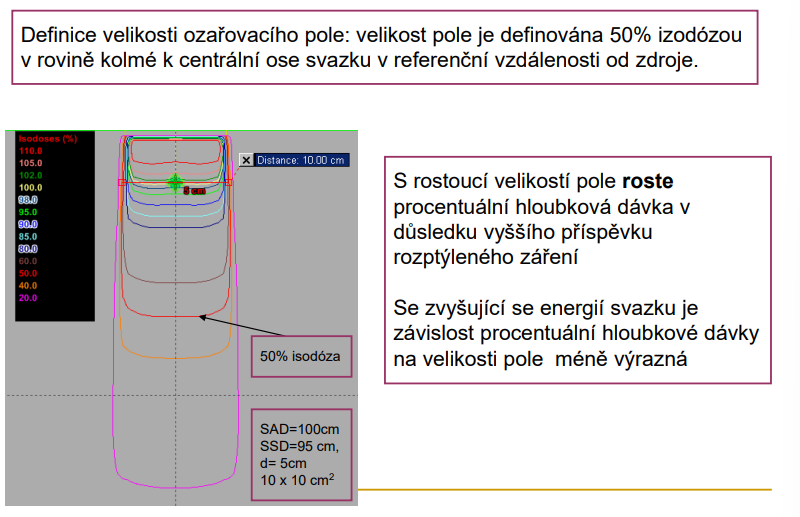 Definice velikosti ozařovacího pole: velikost pole je definována 50% izodózou
v rovině kolmé k centrální ose svazku v referenční vzdálenosti od zdroje.
Isodoses (%)
110.0
105.0
102.0
100.0
98.0
95.0
90.0
85.0
80.0
60.0
50.0
40.0
20.0
Distance: 10.00 cm
5 cm
50% isodóza
SAD=100cm
SSD=95 cm,
d= 5cm
10 x 10 cm²
S rostoucí velikostí pole roste
procentuální hloubková dávka v
důsledku vyššího příspěvku
rozptýleného záření
Se zvyšující se energií svazku je
závislost procentuální hloubkové dávky
na velikosti pole méně výrazná